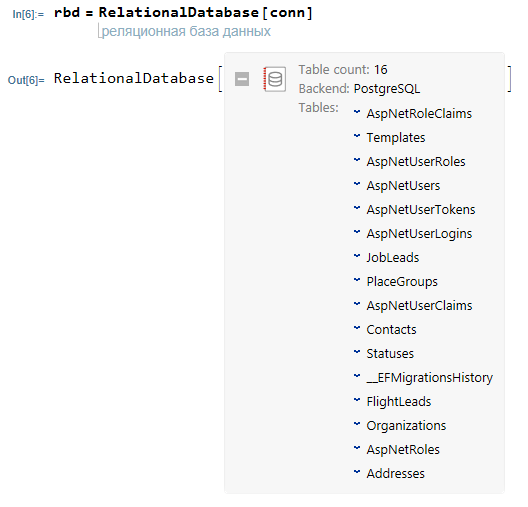 In[6]:= rbd = RelationalDatabase[conn]
реляционная база данных
Out[6]= RelationalDatabase[
Table count: 16
Backend: PostgreSQL
Tables:
AspNetRoleClaims
Templates
AspNetUserRoles
AspNetUsers
AspNetUserTokens
AspNetUserLogins
JobLeads
PlaceGroups
AspNetUserClaims
Contacts
Statuses
__EFMigrationsHistory
FlightLeads
Organizations
AspNetRoles
Addresses
]